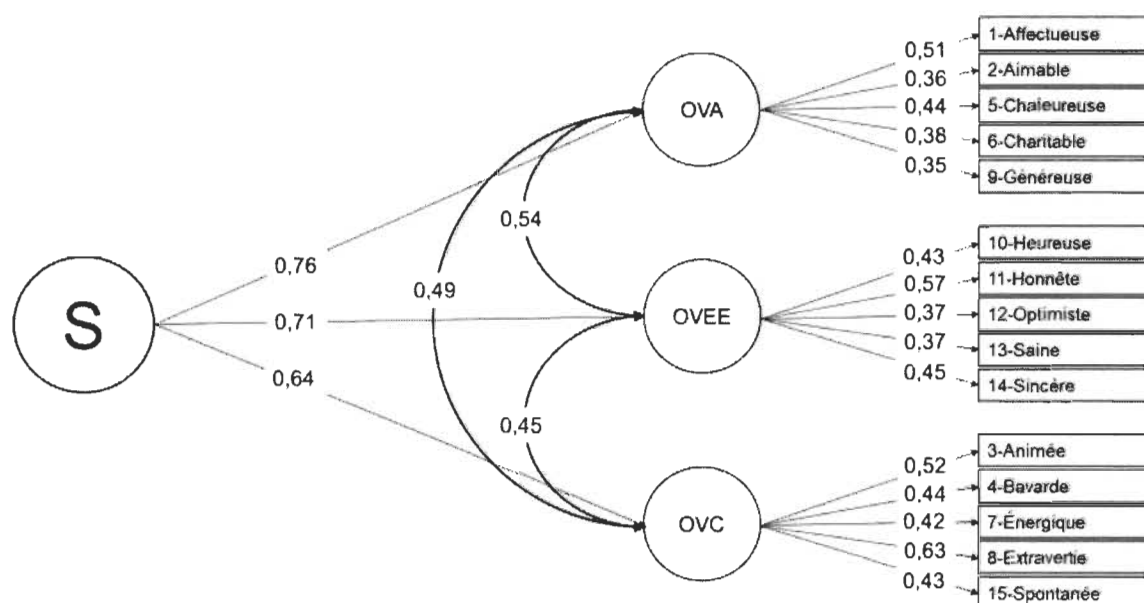 S
0,76
0,71
0,64
0,54
0,49
0,45
OVA
0,51
0,36
0,44
0,38
0,35
1-Affectueuse
2-Aimable
5-Chaleureuse
6-Charitable
9-Généreuse
OVEE
0,43
0,57
0,37
0,37
0,45
10-Heureuse
11-Honnête
12-Optimiste
13-Saine
14-Sincère
OVC
0,52
0,44
0,42
0,63
0,43
3-Animée
4-Bavarde
7-Énergique
8-Extravertie
15-Spontanée